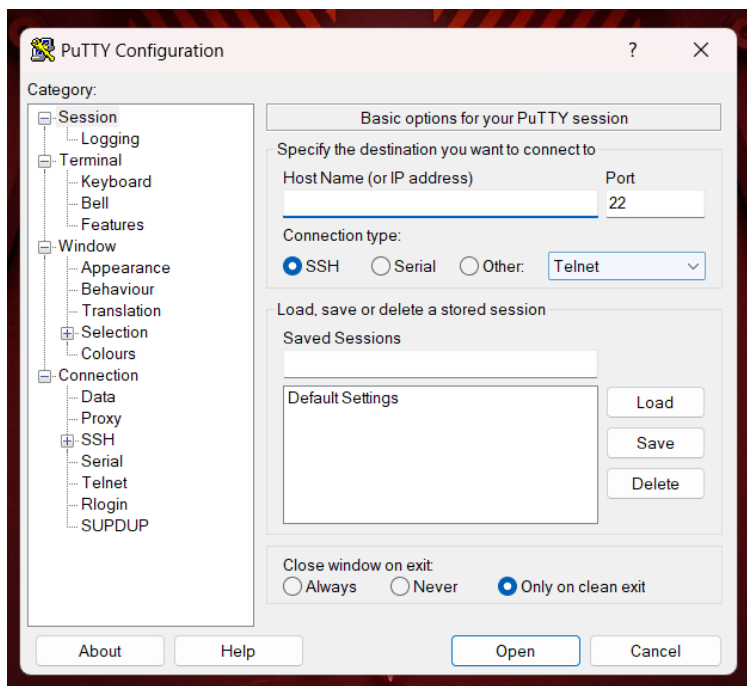 PuTTY Configuration
?
Category:
Session
Logging
Terminal
Keyboard
Bell
Features
Window
Appearance
Behaviour
Translation
Selection
Colours
Connection
Data
Proxy
SSH
Serial
Telnet
Rlogin
SUPDUP
Basic options for your PuTTY session
Specify the destination you want to connect to
Host Name (or IP address) Port
22
Connection type:
SSH Serial Other: Telnet
Load, save or delete a stored session
Saved Sessions
Default Settings
Load
Save
Delete
Close window on exit:
Always Never Only on clean exit
About Help Open Cancel